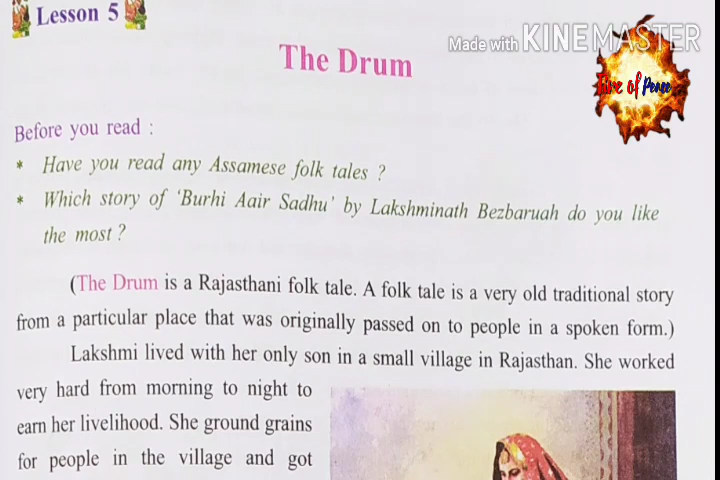 Lesson 5
Made with KINEMASTER
The Drum
Fire of Peace
Before you read :
* Have you read any Assamese folk tales ?
* Which story of ‘Burhi Aair Sadhu’ by Lakshminath Bezbaruah do you like
the most ?
(The Drum is a Rajasthani folk tale. A folk tale is a very old traditional story
from a particular place that was originally passed on to people in a spoken form.)
Lakshmi lived with her only son in a small village in Rajasthan. She worked
very hard from morning to night to
earn her livelihood. She ground grains
for people in the village and got